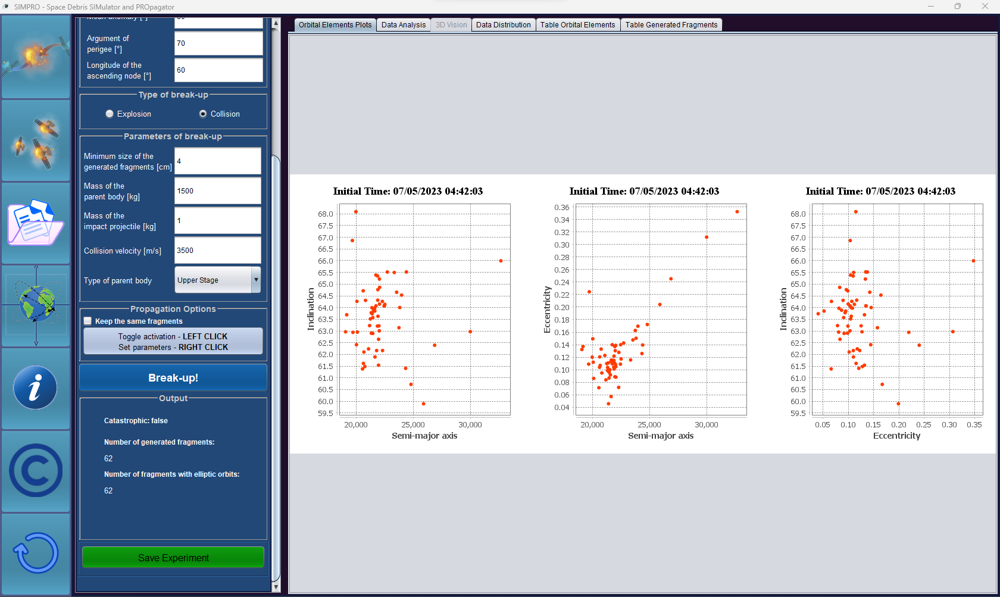 SIMPRO - Space Debris SIMulator and PROpagator
Mean anomaly [°]
Argument of
perigee [°]
70
Longitude of the
ascending node [°]
60
Type of break-up
Explosion
Collision
Parameters of break-up
Minimum size of the
generated fragments [cm]
4
Mass of the
parent body [kg]
1500
Mass of the
impact projectile [kg]
1
Collision velocity [m/s]
3500
Type of parent body
Upper Stage
Propagation Options
Keep the same fragments
Toggle activation - LEFT CLICK
Set parameters - RIGHT CLICK
Break-up!
Output
Catastrophic: false
Number of generated fragments:
62
Number of fragments with elliptic orbits:
62
Save Experiment
Orbital Elements Plots
Data Analysis
3D Vision
Data Distribution
Table Orbital Elements
Table Generated Fragments
Initial Time: 07/05/2023 04:42:03
Inclination
68.0
67.5
67.0
66.5
66.0
65.5
65.0
64.5
64.0
63.5
63.0
62.5
62.0
61.5
61.0
60.5
60.0
59.5
20,000 25,000 30,000
Semi-major axis
Initial Time: 07/05/2023 04:42:03
Eccentricity
0.36
0.34
0.32
0.30
0.28
0.26
0.24
0.22
0.20
0.18
0.16
0.14
0.12
0.10
0.08
0.06
0.04
20,000 25,000 30,000
Semi-major axis
Initial Time: 07/05/2023 04:42:03
Inclination
68.0
67.5
67.0
66.5
66.0
65.5
65.0
64.5
64.0
63.5
63.0
62.5
62.0
61.5
61.0
60.5
60.0
59.5
0.05 0.10 0.15 0.20 0.25 0.30 0.35
Eccentricity